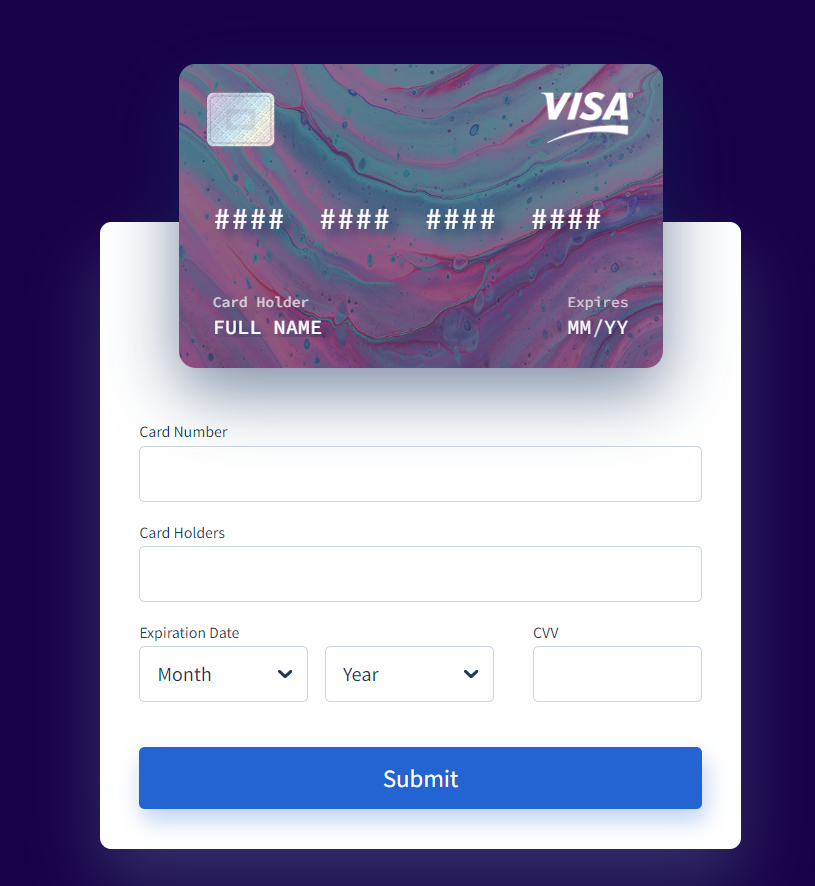 VISA
#### #### #### ####
Card Holder Expires
FULL NAME MM/YY
Card Number
Card Holders
Expiration Date CVV
Month Year
Submit